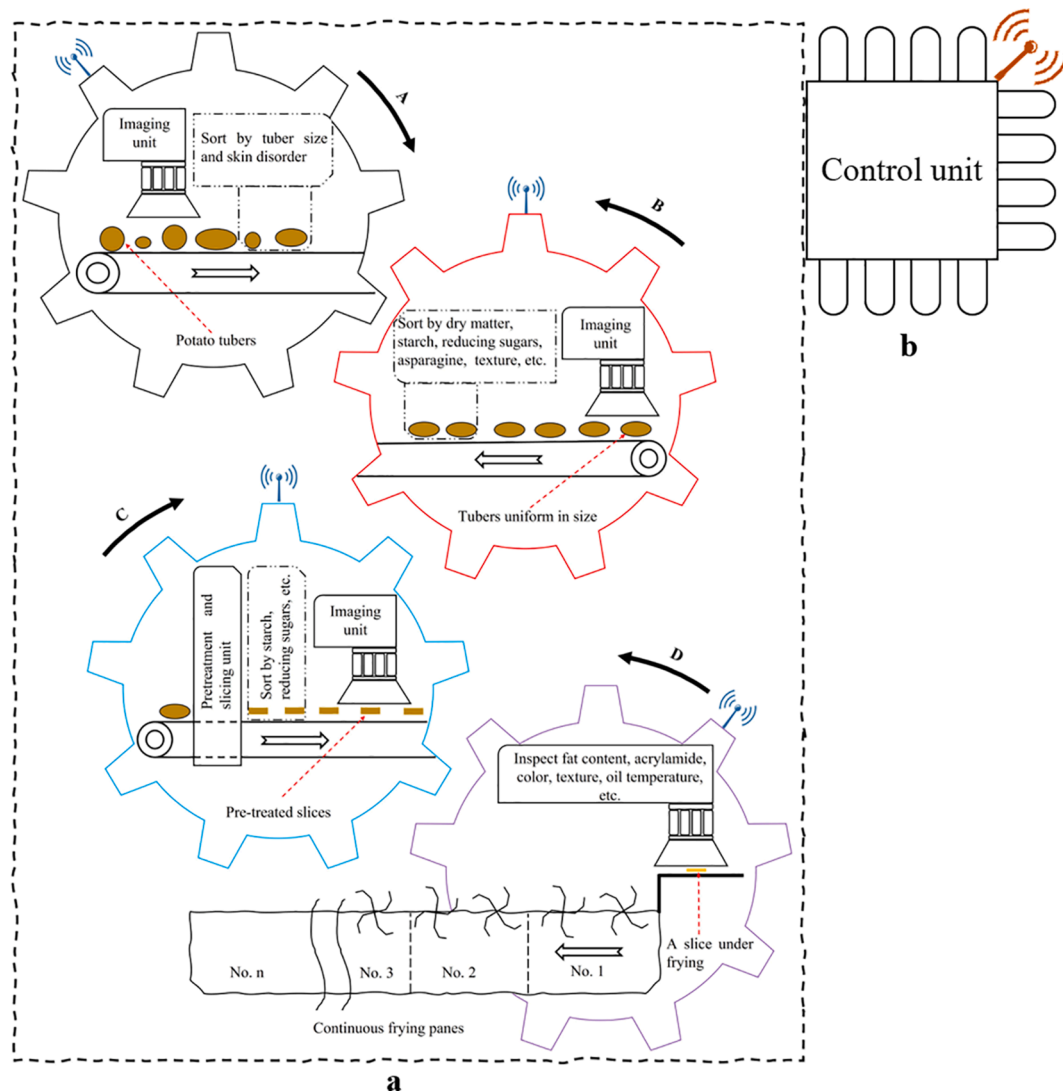 A
Imaging
unit
Sort by tuber size
and skin disorder
Potato tubers
Control unit
b
B
Sort by dry matter,
starch, reducing sugars,
asparagine, texture, etc.
Imaging
unit
Tubers uniform in size
C
Pretreatment and
slicing unit
Sort by starch,
reducing sugars, etc.
Imaging
unit
Pre-treated slices
D
Inspect fat content, acrylamide,
color, texture, oil temperature,
etc.
A slice under
frying
No. n
No. 3
No. 2
No. 1
Continuous frying panes
a